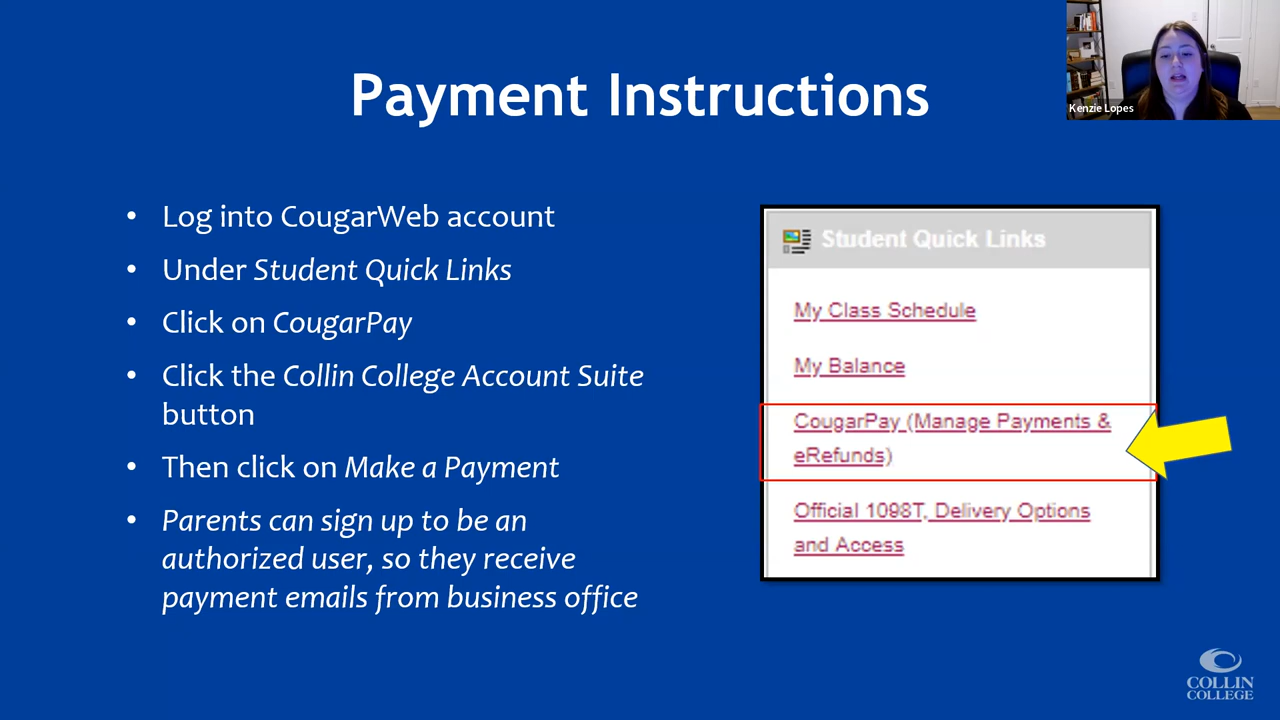 Payment Instructions
Kenzie Lopes
• Log into CougarWeb account
• Under Student Quick Links
• Click on CougarPay
• Click the Collin College Account Suite
button
• Then click on Make a Payment
• Parents can sign up to be an
authorized user, so they receive
payment emails from business office
Student Quick Links
My Class Schedule
My Balance
CougarPay (Manage Payments &
eRefunds)
Official 1098T, Delivery Options
and Access
COLLIN
COLLEGE